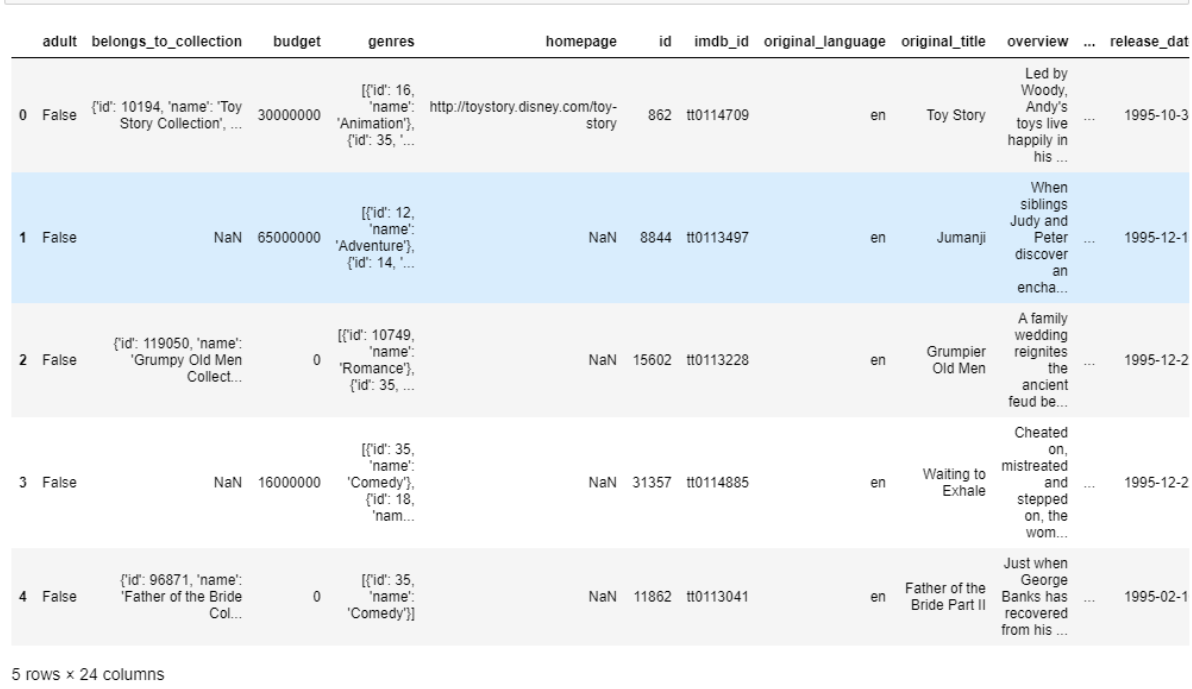 adult belongs_to_collection budget genres homepage id imdb_id original_language original_title overview ... release_dat
0 False {'id': 10194, 'name': 'Toy Story Collection', ... 30000000 [{'id': 16, 'name': 'Animation'}, {'id': 35, '... http://toystory.disney.com/toy-story 862 tt0114709 en Toy Story Led by Woody, Andy's toys live happily in his ... ... 1995-10-3
1 False NaN 65000000 [{'id': 12, 'name': 'Adventure'}, {'id': 14, '... NaN 8844 tt0113497 en Jumanji When siblings Judy and Peter discover an encha... ... 1995-12-1
2 False {'id': 119050, 'name': 'Grumpy Old Men Collect... 0 [{'id': 10749, 'name': 'Romance'}, {'id': 35, ... NaN 15602 tt0113228 en Grumpier Old Men A family wedding reignites the ancient feud be... ... 1995-12-2
3 False NaN 16000000 [{'id': 35, 'name': 'Comedy'}, {'id': 18, 'nam... NaN 31357 tt0114885 en Waiting to Exhale Cheated on, mistreated and stepped on, the wom... ... 1995-12-2
4 False {'id': 96871, 'name': 'Father of the Bride Col... 0 [{'id': 35, 'name': 'Comedy'}] NaN 11862 tt0113041 en Father of the Bride Part II Just when George Banks has recovered from his ... ... 1995-02-1
5 rows × 24 columns